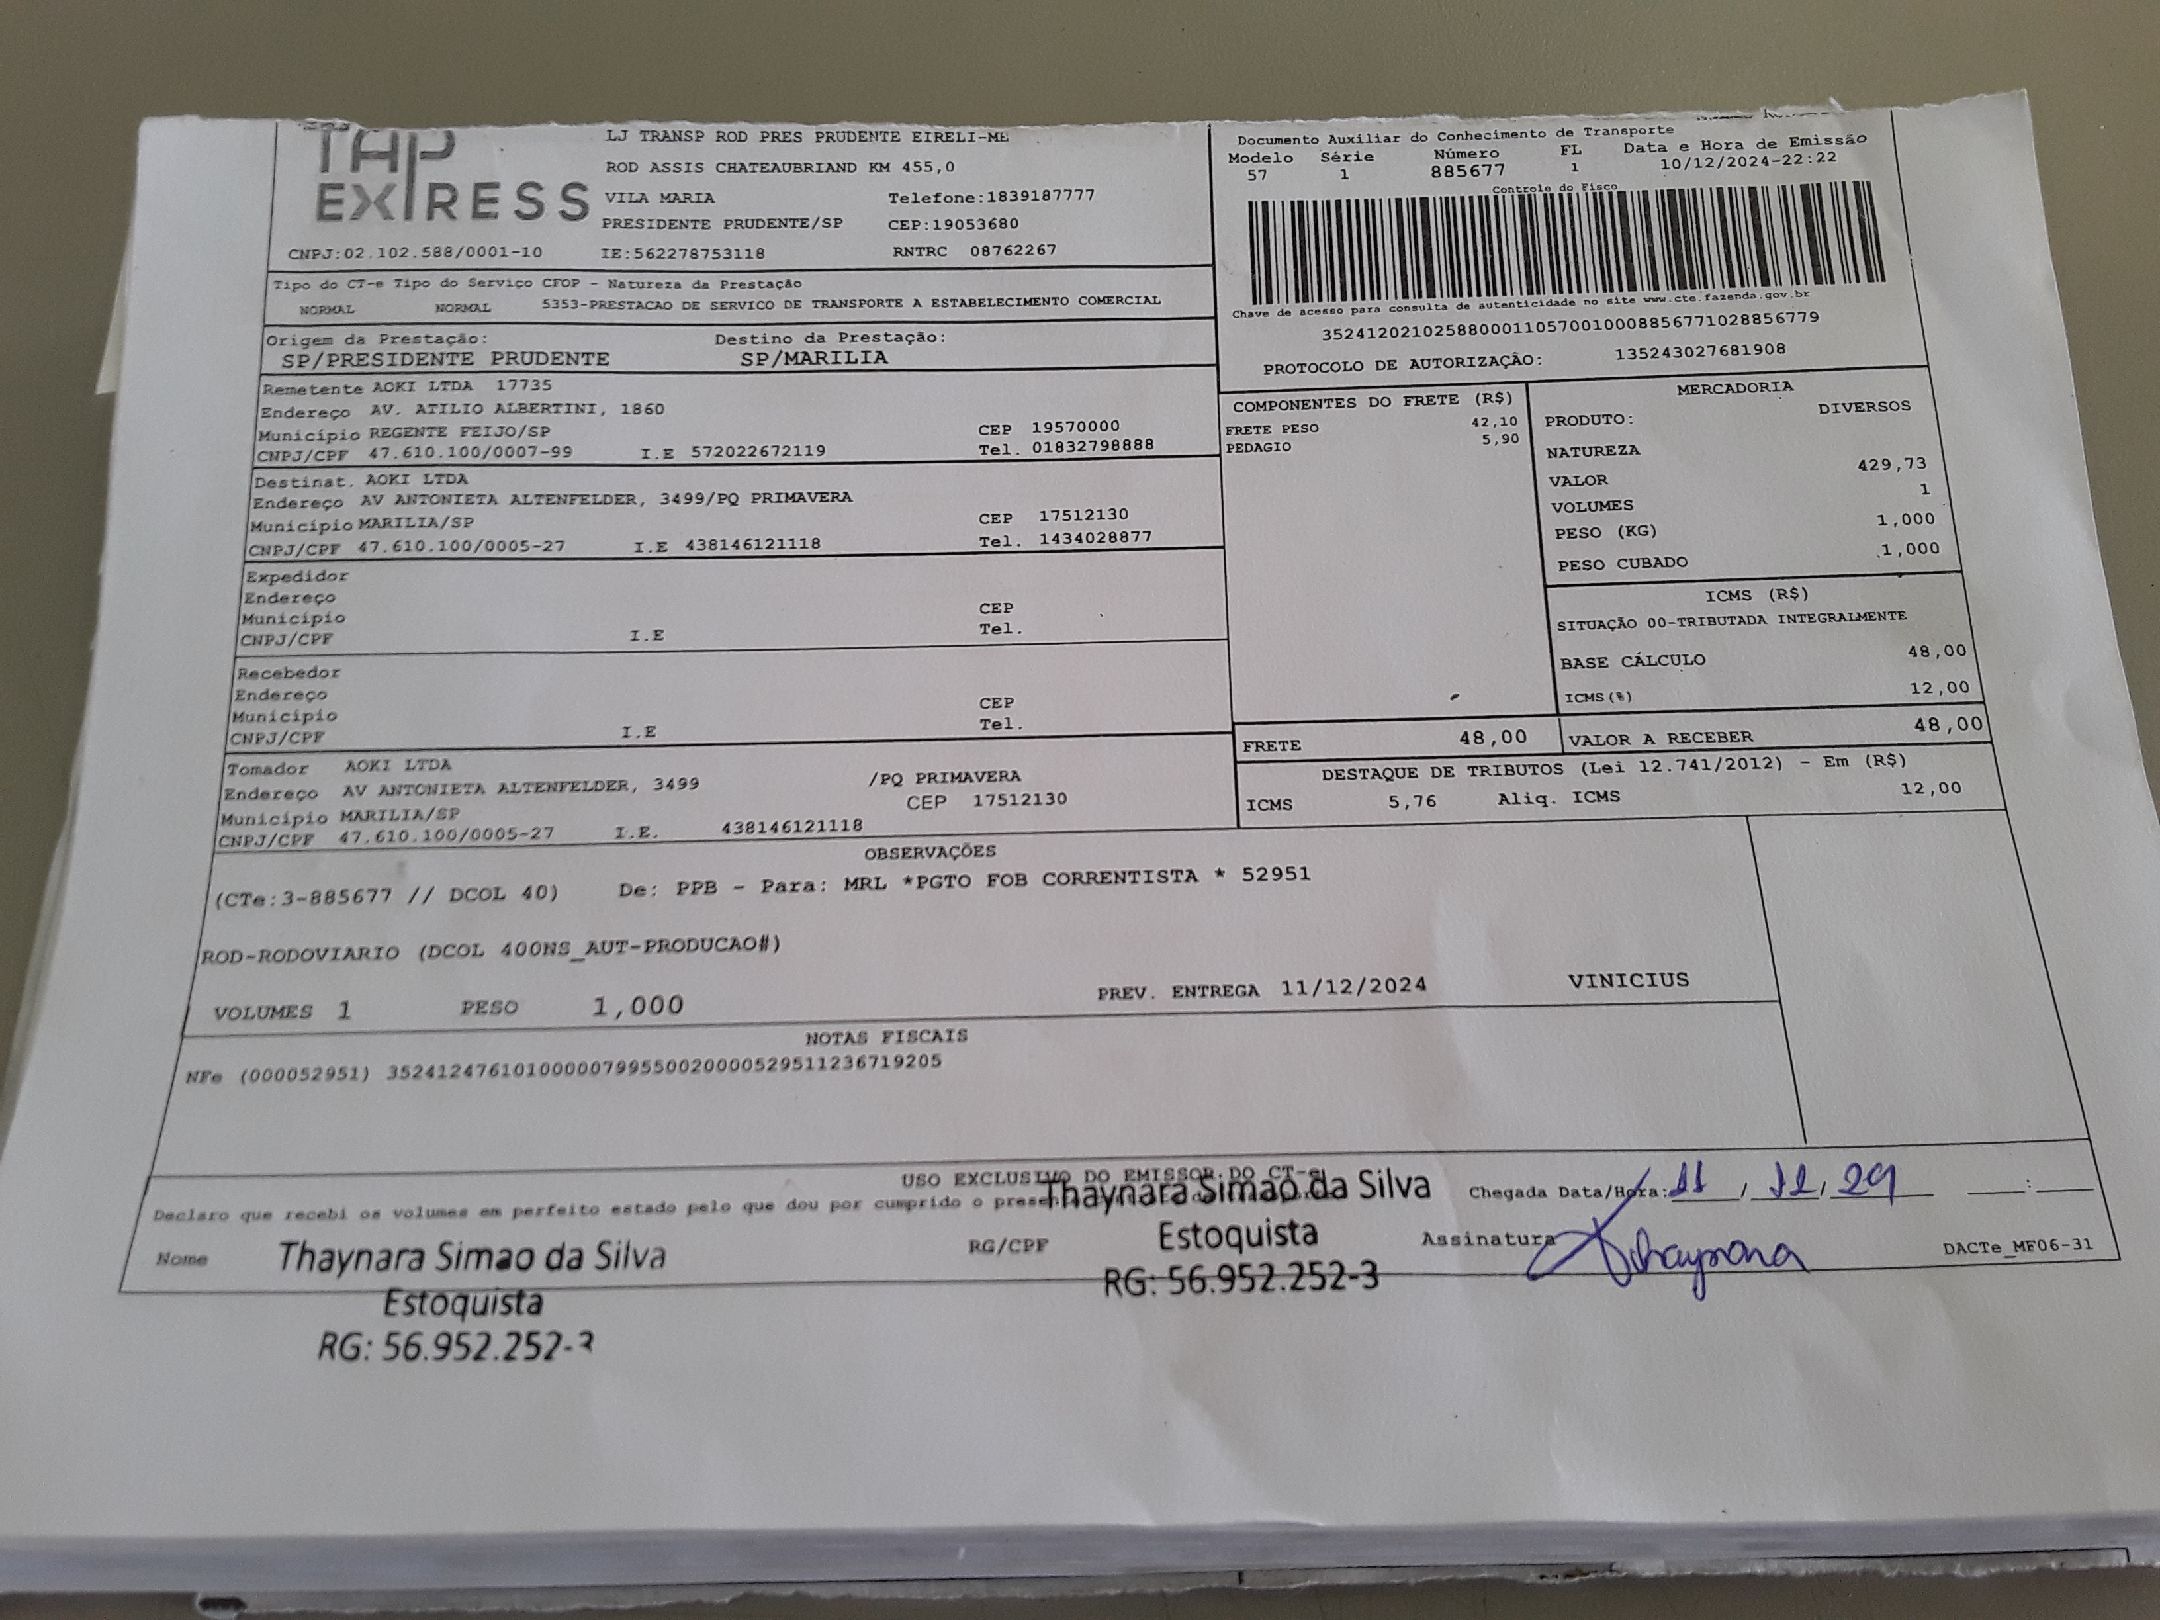 TAP
EXPRESS
LJ TRANSP ROD PRES PRUDENTE EIRELI-ME
ROD ASSIS CHATEAUBRIAND KM 455,0
VILA MARIA Telefone:1839187777
PRESIDENTE PRUDENTE/SP CEP:19053680
CNPJ:02.102.588/0001-10 IE:562278753118 RNTRC 08762267
Documento Auxiliar do Conhecimento de Transporte
Modelo Série Número FL Data e Hora de Emissão
57 1 885677 1 10/12/2024-22:22
Controle do Fisco
Chave de acesso para consulta de autenticidade no site www.cte.fazenda.gov.br
35241202102588000110570010008856771028856779
PROTOCOLO DE AUTORIZAÇÃO: 135243027681908
Tipo do CT-e Tipo do Serviço CFOP - Natureza da Prestação
NORMAL NORMAL 5353-PRESTACAO DE SERVICO DE TRANSPORTE A ESTABELECIMENTO COMERCIAL
Origem da Prestação: Destino da Prestação:
SP/PRESIDENTE PRUDENTE SP/MARILIA
Remetente AOKI LTDA 17735
Endereço AV. ATILIO ALBERTINI, 1860
Município REGENTE FEIJO/SP CEP 19570000
CNPJ/CPF 47.610.100/0007-99 I.E 572022672119 Tel. 01832798888
Destinat. AOKI LTDA
Endereço AV ANTONIETA ALTENFELDER, 3499/PQ PRIMAVERA
Município MARILIA/SP CEP 17512130
CNPJ/CPF 47.610.100/0005-27 I.E 438146121118 Tel. 1434028877
Expedidor
Endereço
Município CEP
CNPJ/CPF I.E Tel.
Recebedor
Endereço
Município CEP
CNPJ/CPF I.E Tel.
Tomador AOKI LTDA
Endereço AV ANTONIETA ALTENFELDER, 3499 /PQ PRIMAVERA
Município MARILIA/SP CEP 17512130
CNPJ/CPF 47.610.100/0005-27 I.E. 438146121118
COMPONENTES DO FRETE (R$)
FRETE PESO 42,10
PEDAGIO 5,90
MERCADORIA
PRODUTO: DIVERSOS
NATUREZA
VALOR 429,73
VOLUMES 1
PESO (KG) 1,000
PESO CUBADO 1,000
ICMS (R$)
SITUAÇÃO 00-TRIBUTADA INTEGRALMENTE
BASE CÁLCULO 48,00
ICMS(%) 12,00
FRETE 48,00 VALOR A RECEBER 48,00
DESTAQUE DE TRIBUTOS (Lei 12.741/2012) - Em (R$)
ICMS 5,76 Aliq. ICMS 12,00
OBSERVAÇÕES
(CTe:3-885677 // DCOL 40) De: PPB - Para: MRL *PGTO FOB CORRENTISTA * 52951
ROD-RODOVIARIO (DCOL 400NS_AUT-PRODUCAO#)
VOLUMES 1 PESO 1,000 PREV. ENTREGA 11/12/2024 VINICIUS
NOTAS FISCAIS
NFe (000052951) 35241247610100000799550020000529511236719205
USO EXCLUSIVO DO EMISSOR DO CT-e
Declaro que recebi os volumes em perfeito estado pelo que dou por cumprido o
Thaynara Simao da Silva
Estoquista
RG: 56.952.252-3
Chegada Data/Hora: 11 / 12 / 24 :
Nome Thaynara Simao da Silva
Estoquista
RG: 56.952.252-3
RG/CPF
Assinatura Thaynara
DACTe_MF06-31